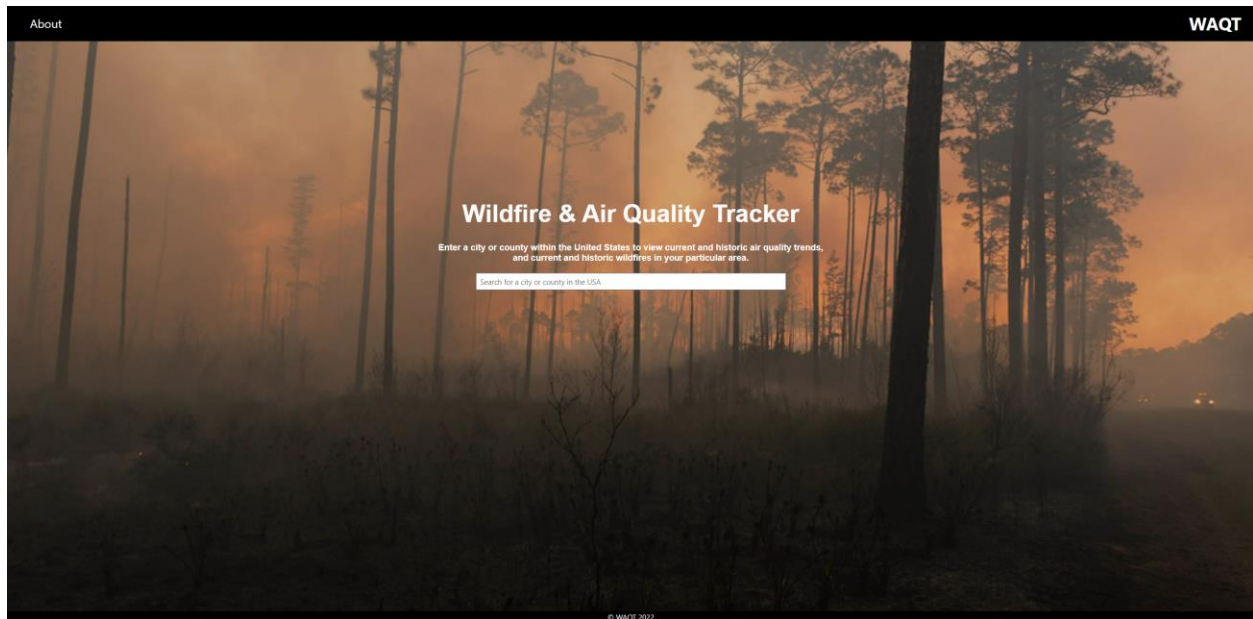 About
WAQT
Wildfire & Air Quality Tracker
Enter a city or county within the United States to view current and historic air quality trends,
and current and historic wildfires in your particular area.
Search for a city or county in the USA
© WAQT 2022